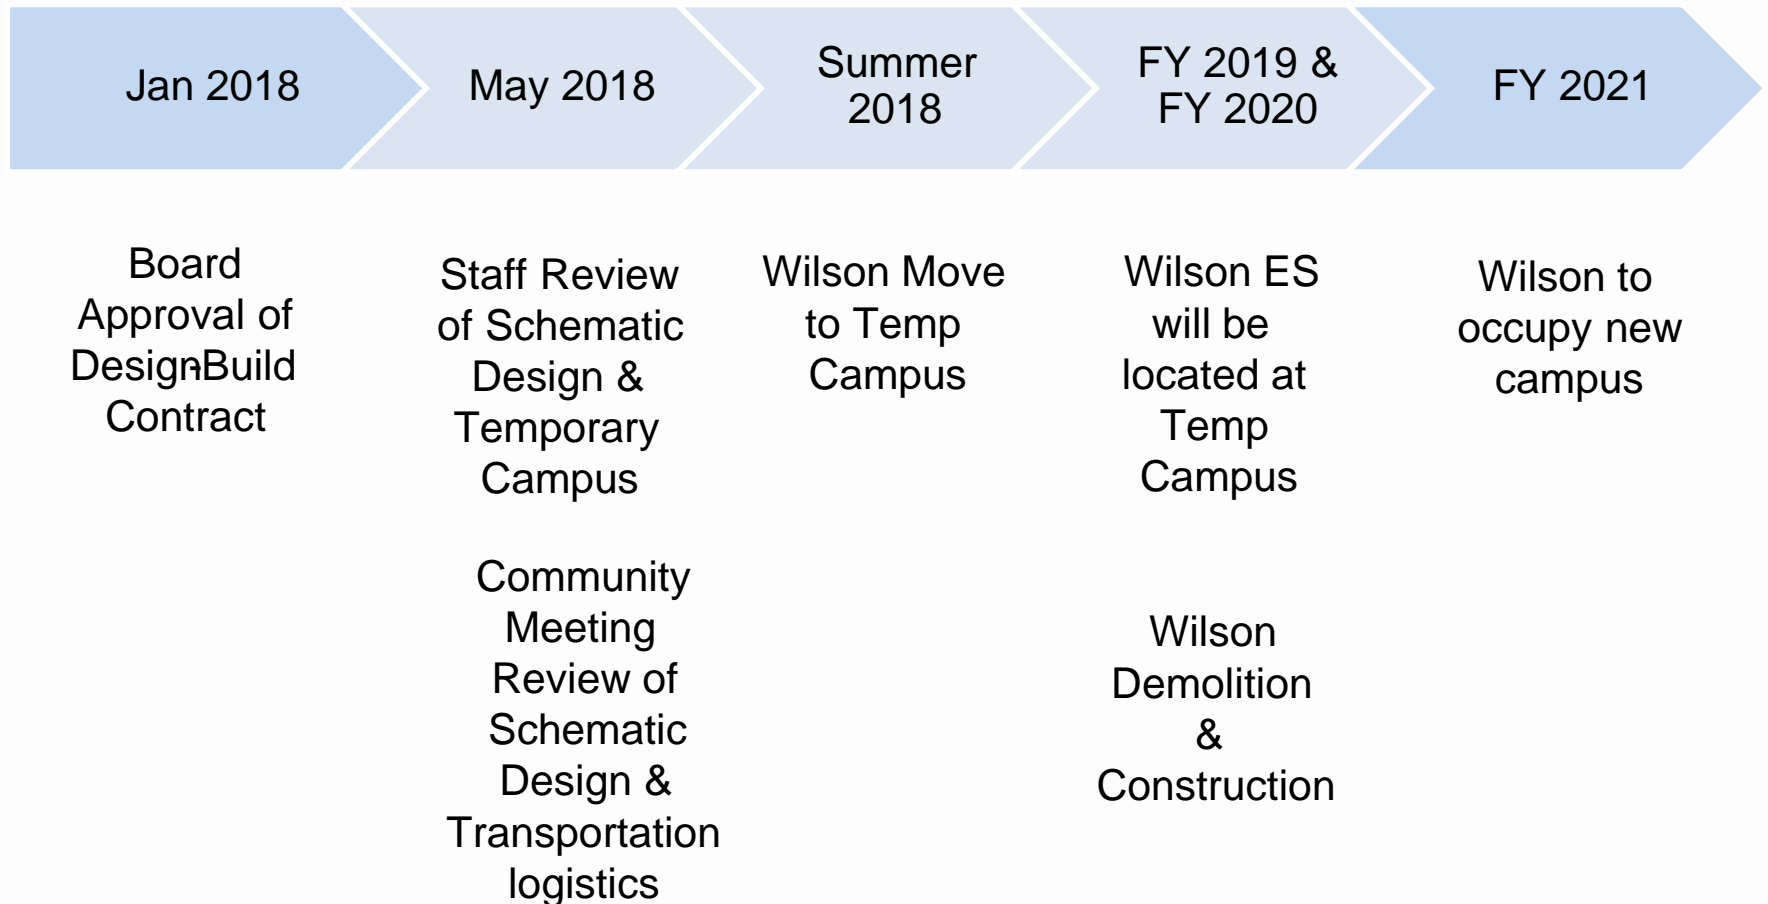 Jan 2018
May 2018
Summer
2018
FY 2019 &
FY 2020
FY 2021
Board
Approval of
Design-Build
Contract
Staff Review
of Schematic
Design &
Temporary
Campus
Community
Meeting
Review of
Schematic
Design &
Transportation
logistics
Wilson Move
to Temp
Campus
Wilson ES
will be
located at
Temp
Campus
Wilson
Demolition
&
Construction
Wilson to
occupy new
campus